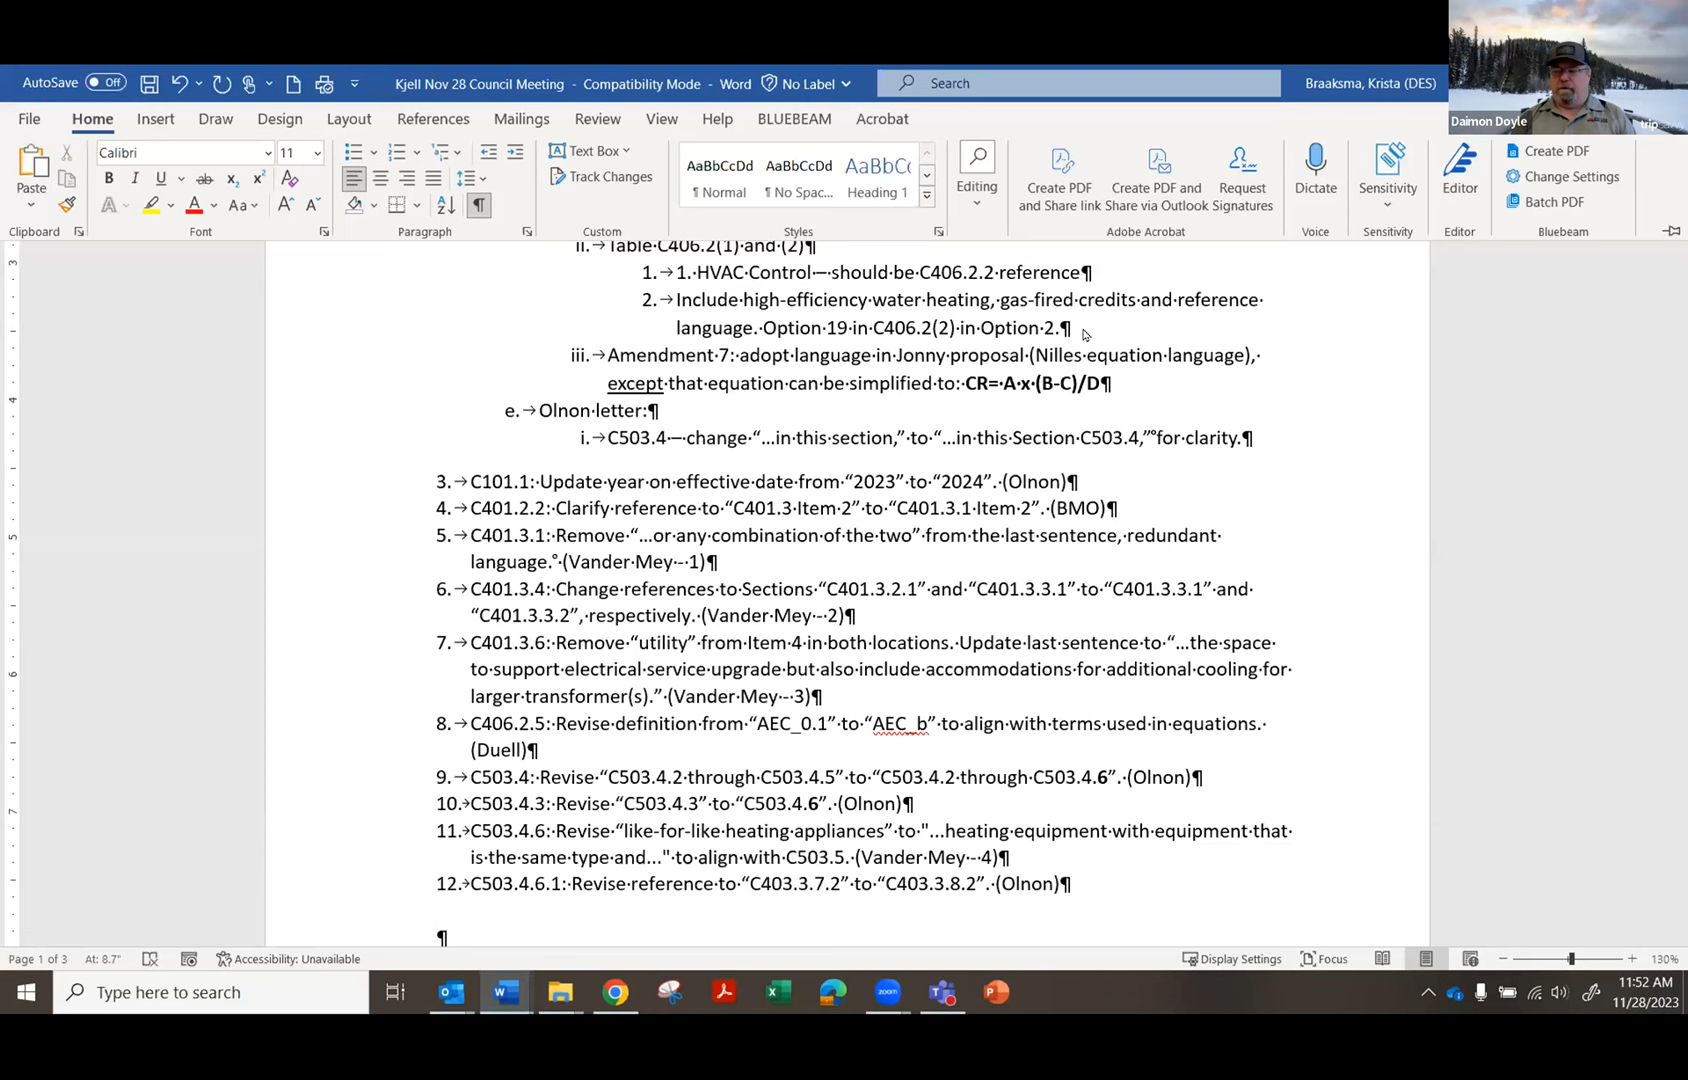 AutoSave Off Kjell Nov 28 Council Meeting - Compatibility Mode - Word No Label Search Braaksma, Krista (DES)
Daimon Doyle
File Home Insert Draw Design Layout References Mailings Review View Help BLUEBEAM Acrobat
Calibri 11 Text Box AaBbCcDd AaBbCcDd AaBbC( Create PDF
Paste B I U ab x₂ x² Track Changes ¶ Normal ¶ No Spac... Heading 1 Editing Create PDF and Share link Create PDF and Share via Outlook Request Signatures Dictate Sensitivity Editor Change Settings
A Aa A A Batch PDF
Clipboard Font Paragraph Custom Styles Adobe Acrobat Voice Sensitivity Editor Bluebeam
ii.→Table·C406.2(1)·and·(2)¶
1.→1.·HVAC·Control·–·should·be·C406.2.2·reference¶
2.→Include·high-efficiency·water·heating,·gas-fired·credits·and·reference·
language.·Option·19·in·C406.2(2)·in·Option·2.¶
iii.→Amendment·7:·adopt·language·in·Jonny·proposal·(Nilles·equation·language),·
except·that·equation·can·be·simplified·to:·CR=·A·x·(B-C)/D¶
e.→Olnon·letter:¶
i.→C503.4·–·change·“...in·this·section,”·to·“...in·this·Section·C503.4,”°for·clarity.¶
3.→C101.1:·Update·year·on·effective·date·from·“2023”·to·“2024”.·(Olnon)¶
4.→C401.2.2:·Clarify·reference·to·“C401.3·Item·2”·to·“C401.3.1·Item·2”.·(BMO)¶
5.→C401.3.1:·Remove·“...or·any·combination·of·the·two”·from·the·last·sentence,·redundant·
language.°·(Vander·Mey·-·1)¶
6.→C401.3.4:·Change·references·to·Sections·“C401.3.2.1”·and·“C401.3.3.1”·to·“C401.3.3.1”·and·
“C401.3.3.2”,·respectively.·(Vander·Mey·-·2)¶
7.→C401.3.6:·Remove·“utility”·from·Item·4·in·both·locations.·Update·last·sentence·to·“...the·space·
to·support·electrical·service·upgrade·but·also·include·accommodations·for·additional·cooling·for·
larger·transformer(s).”·(Vander·Mey·-·3)¶
8.→C406.2.5:·Revise·definition·from·“AEC_0.1”·to·“AEC_b”·to·align·with·terms·used·in·equations.·
(Duell)¶
9.→C503.4:·Revise·“C503.4.2·through·C503.4.5”·to·“C503.4.2·through·C503.4.6”.·(Olnon)¶
10.→C503.4.3:·Revise·“C503.4.3”·to·“C503.4.6”.·(Olnon)¶
11.→C503.4.6:·Revise·“like-for-like·heating·appliances”·to·"...heating·equipment·with·equipment·that·
is·the·same·type·and..."·to·align·with·C503.5.·(Vander·Mey·-·4)¶
12.→C503.4.6.1:·Revise·reference·to·“C403.3.7.2”·to·“C403.3.8.2”.·(Olnon)¶
¶
Page 1 of 3 At: 8.7" Accessibility: Unavailable Display Settings Focus 130%
Type here to search zoom 11:52 AM
11/28/2023